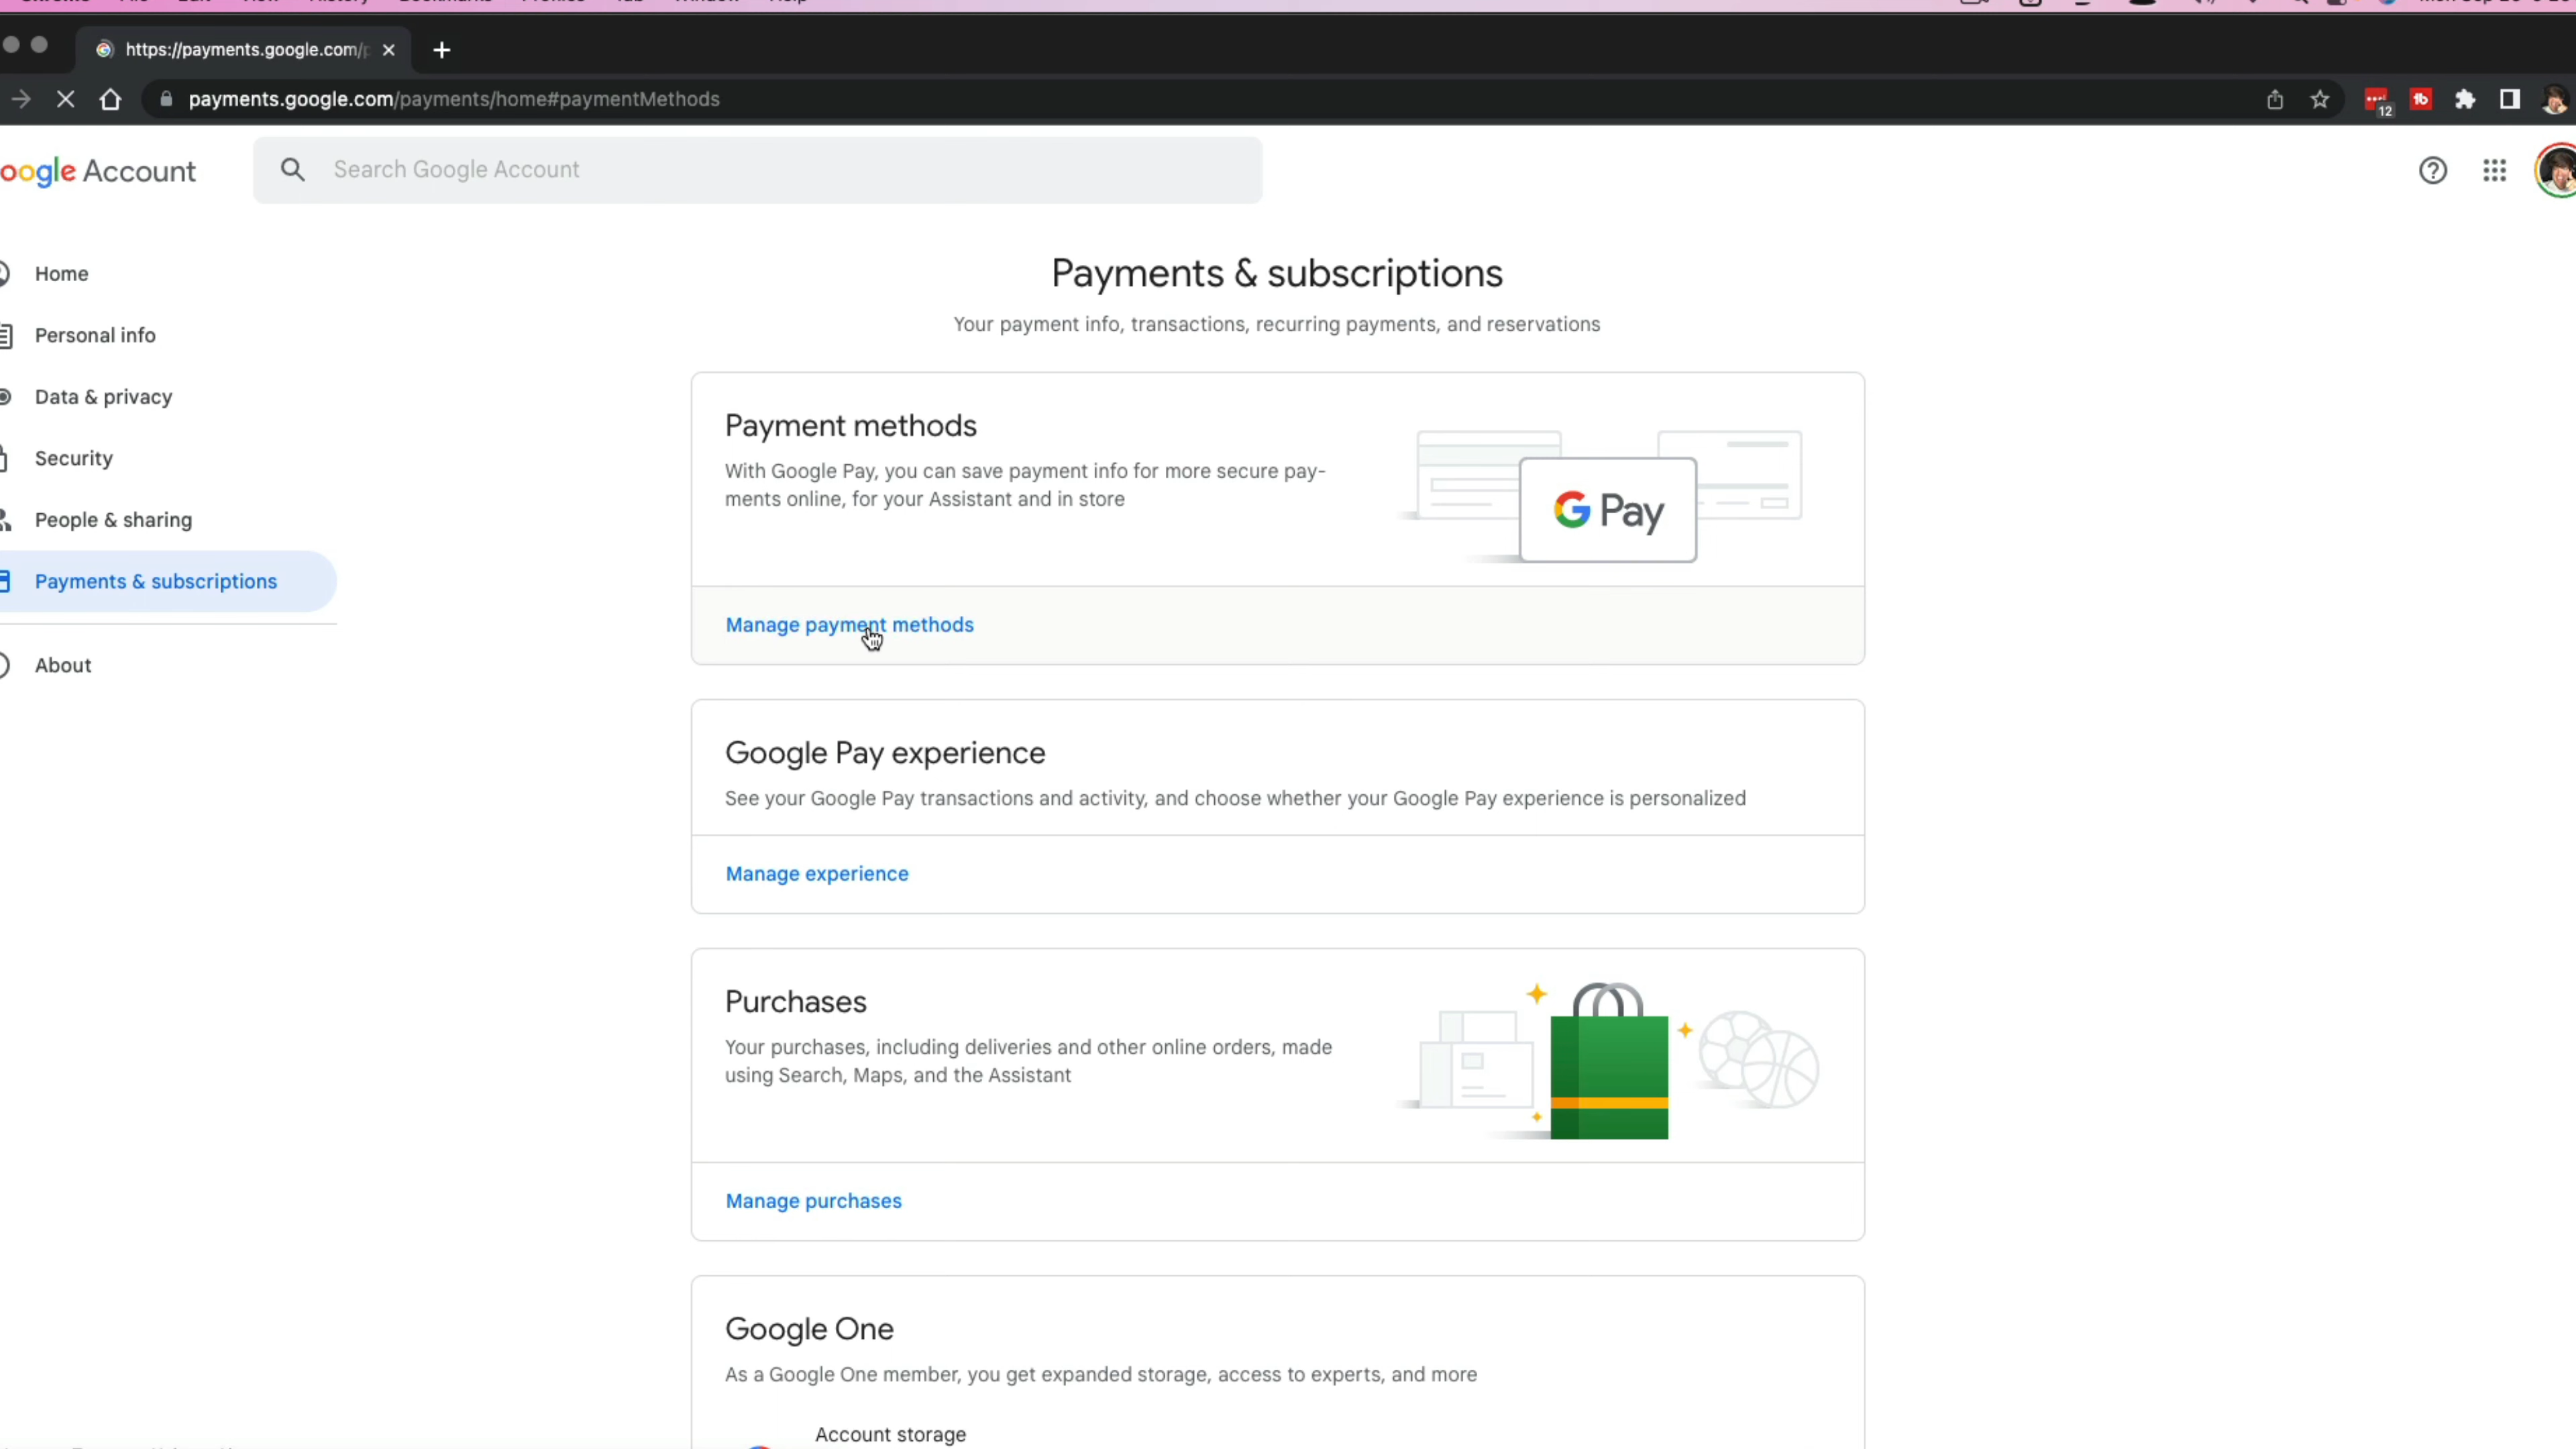 https://payments.google.com/p
payments.google.com/payments/home#paymentMethods
12
oogle Account
Search Google Account
Home
Personal info
Data & privacy
Security
People & sharing
Payments & subscriptions
About
Payments & subscriptions
Your payment info, transactions, recurring payments, and reservations
Payment methods
With Google Pay, you can save payment info for more secure pay-
ments online, for your Assistant and in store
G Pay
Manage payment methods
Google Pay experience
See your Google Pay transactions and activity, and choose whether your Google Pay experience is personalized
Manage experience
Purchases
Your purchases, including deliveries and other online orders, made
using Search, Maps, and the Assistant
Manage purchases
Google One
As a Google One member, you get expanded storage, access to experts, and more
Account storage